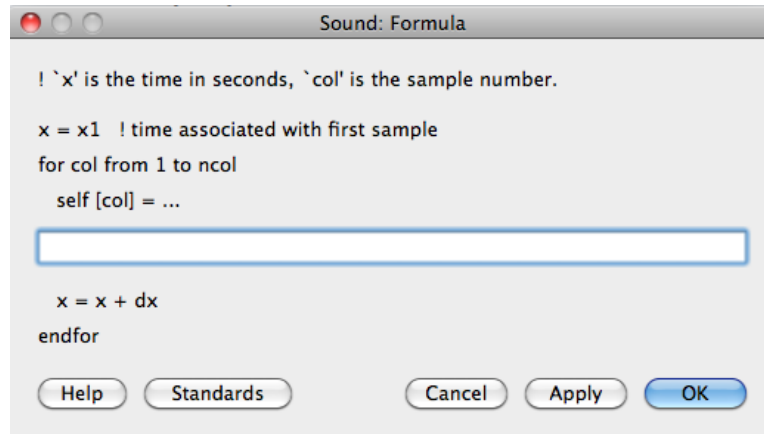 Sound: Formula
! `x' is the time in seconds, `col' is the sample number.
x = x1   ! time associated with first sample
for col from 1 to ncol
self [col] = ...
x = x + dx
endfor
Help Standards Cancel Apply OK